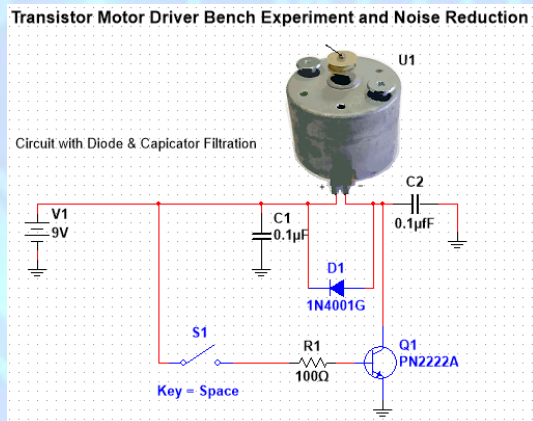 Transistor Motor Driver Bench Experiment and Noise Reduction
U1
Circuit with Diode & Capicator Filtration
+ -
C2
0.1µfF
V1
9V
C1
0.1µF
D1
1N4001G
S1
Key = Space
R1
100Ω
Q1
PN2222A